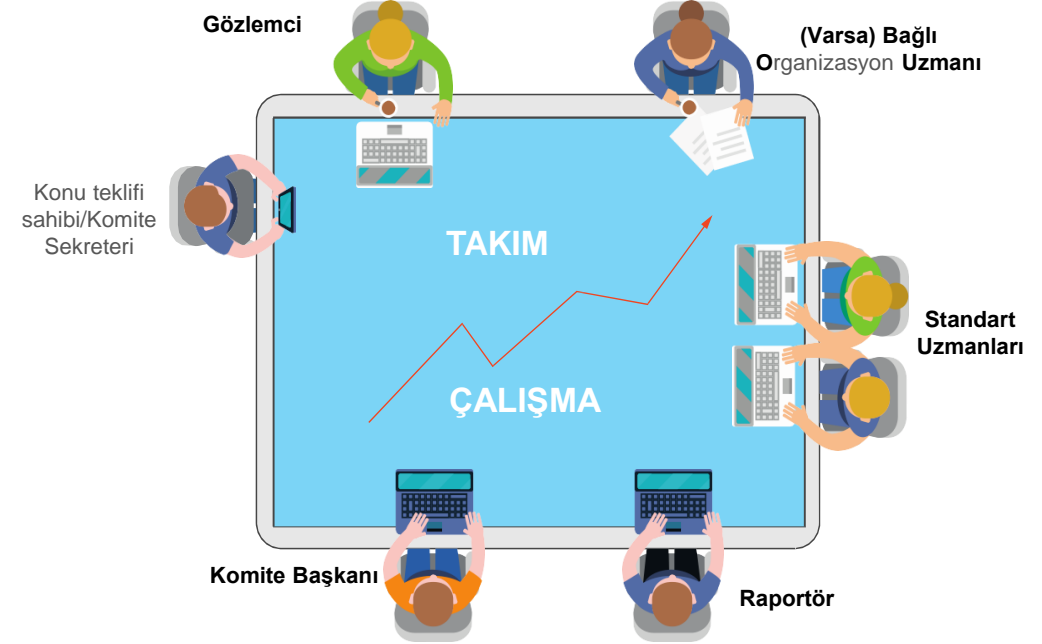 Gözlemci
(Varsa) Bağlı
Organizasyon Uzmanı
Konu teklifi
sahibi/Komite
Sekreteri
TAKIM
Standart
Uzmanları
ÇALIŞMA
Komite Başkanı
Raportör